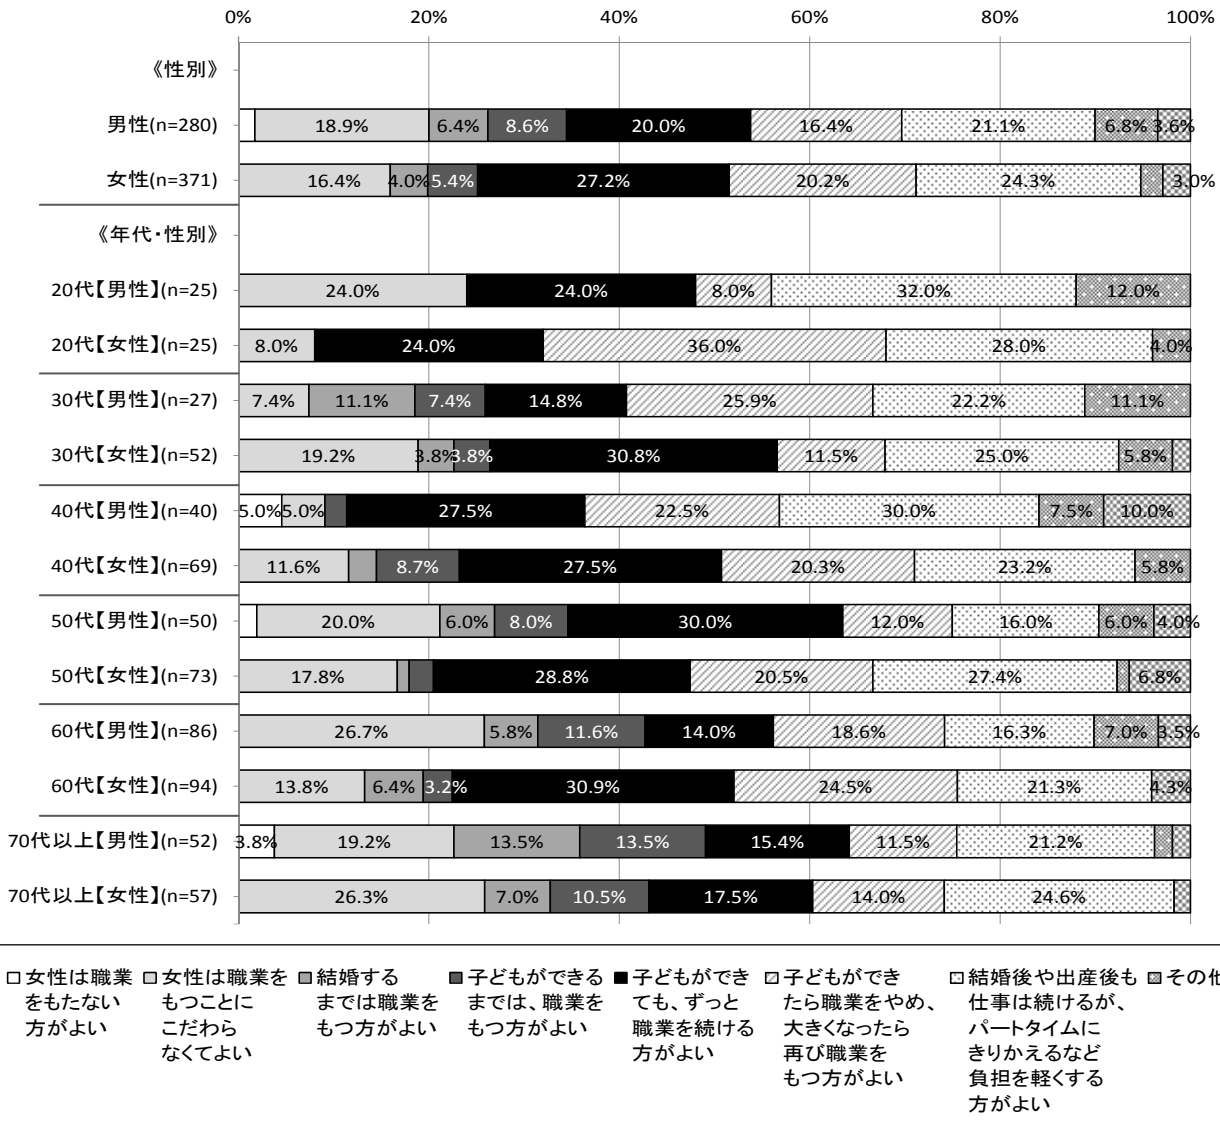 0% 20% 40% 60% 80% 100%
《性別》
男性(n=280) 18.9% 6.4% 8.6% 20.0% 16.4% 21.1% 6.8% 3.6%
女性(n=371) 16.4% 4.0% 5.4% 27.2% 20.2% 24.3% 3.0%
《年代・性別》
20代【男性】(n=25) 24.0% 24.0% 8.0% 32.0% 12.0%
20代【女性】(n=25) 8.0% 24.0% 36.0% 28.0% 4.0%
30代【男性】(n=27) 7.4% 11.1% 7.4% 14.8% 25.9% 22.2% 11.1%
30代【女性】(n=52) 19.2% 3.8% 3.8% 30.8% 11.5% 25.0% 5.8%
40代【男性】(n=40) 5.0% 5.0% 27.5% 22.5% 30.0% 7.5% 10.0%
40代【女性】(n=69) 11.6% 8.7% 27.5% 20.3% 23.2% 5.8%
50代【男性】(n=50) 20.0% 6.0% 8.0% 30.0% 12.0% 16.0% 6.0% 4.0%
50代【女性】(n=73) 17.8% 28.8% 20.5% 27.4% 6.8%
60代【男性】(n=86) 26.7% 5.8% 11.6% 14.0% 18.6% 16.3% 7.0% 3.5%
60代【女性】(n=94) 13.8% 6.4% 3.2% 30.9% 24.5% 21.3% 4.3%
70代以上【男性】(n=52) 3.8% 19.2% 13.5% 13.5% 15.4% 11.5% 21.2%
70代以上【女性】(n=57) 26.3% 7.0% 10.5% 17.5% 14.0% 24.6%
女性は職業
をもたない
方がよい
女性は職業を
もつことに
こだわら
なくてよい
結婚する
までは職業を
もつ方がよい
子どもができる
までは、職業を
もつ方がよい
子どもができ
ても、ずっと
職業を続ける
方がよい
子どもができ
たら職業をやめ、
大きくなったら
再び職業を
もつ方がよい
結婚後や出産後も
仕事は続けるが、
パートタイムに
きりかえるなど
負担を軽くする
方がよい
その他